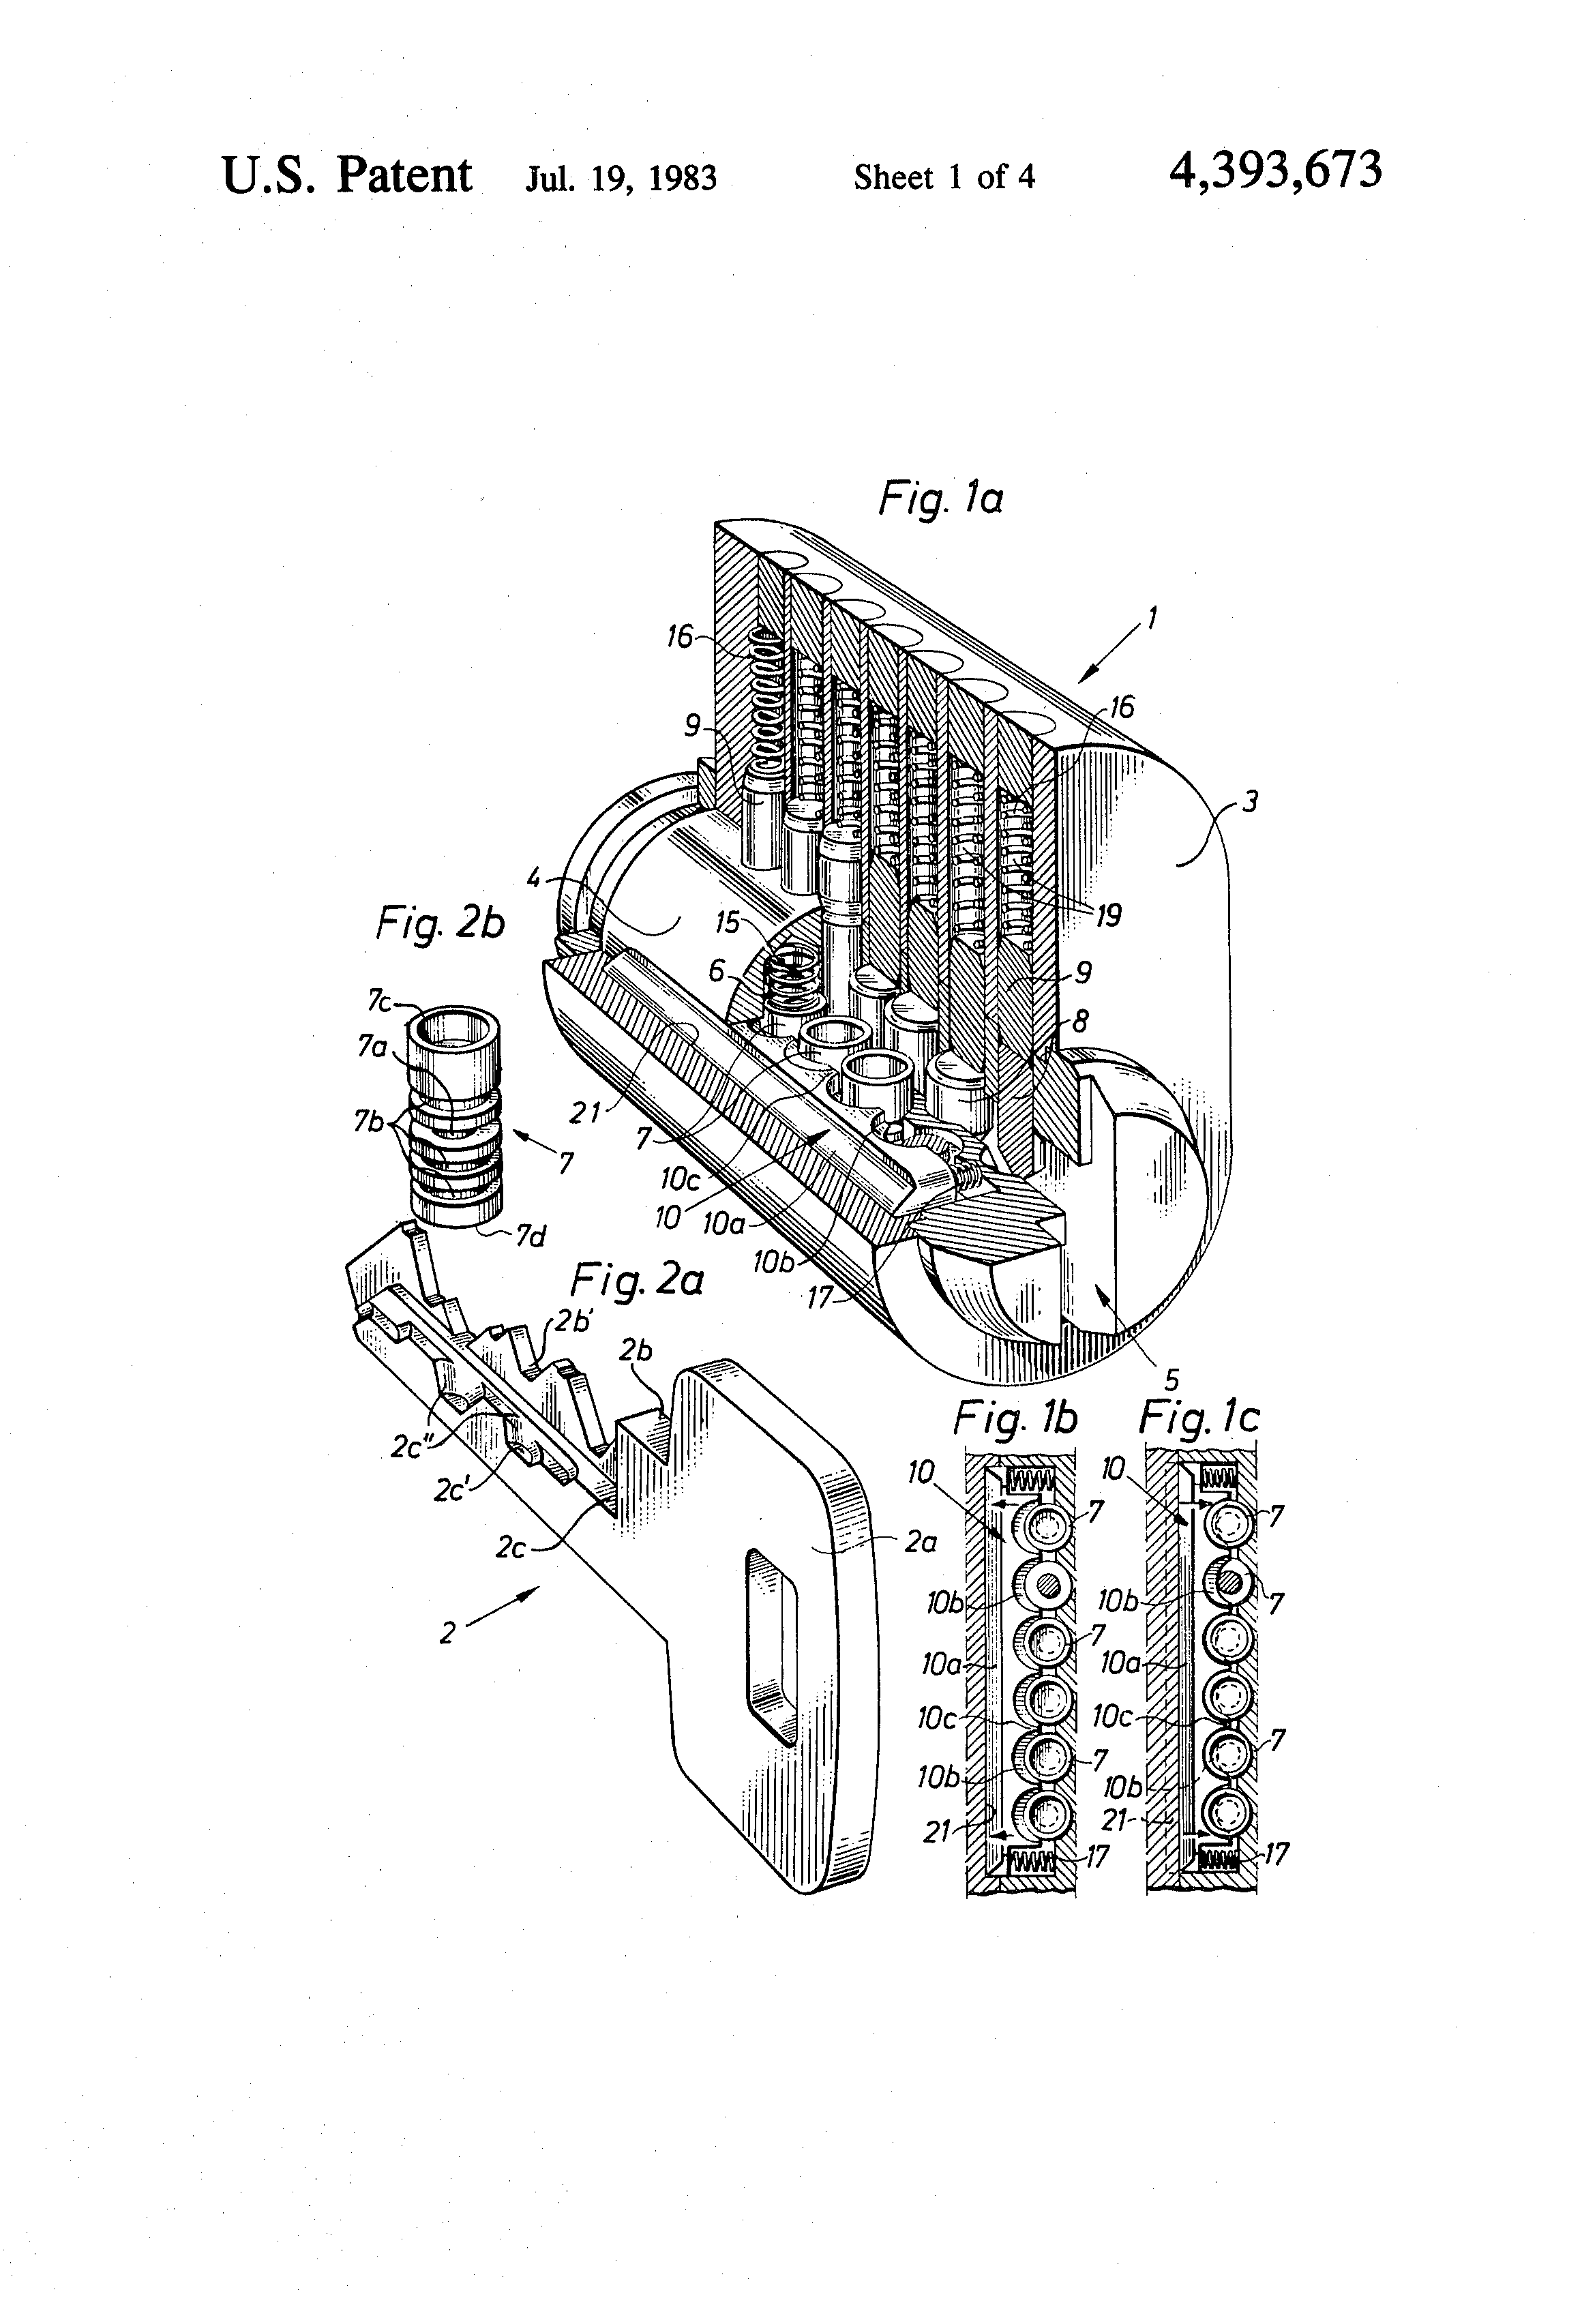 U.S. Patent Jul. 19, 1983 Sheet 1 of 4 4,393,673
Fig. 1a
16
1
9
16
3
4
19
Fig. 2b
15
6
9
7c
8
7a
21
7b
7
7
10c
10
10a
7d
10b
Fig. 2a
17
2b'
2b
5
Fig. 1b
Fig. 1c
2c"
10
10
2c'
7
7
2c
2a
10b
10b
7
2
7
10a
10a
10c
10c
7
7
10b
10b
21
21
17
17